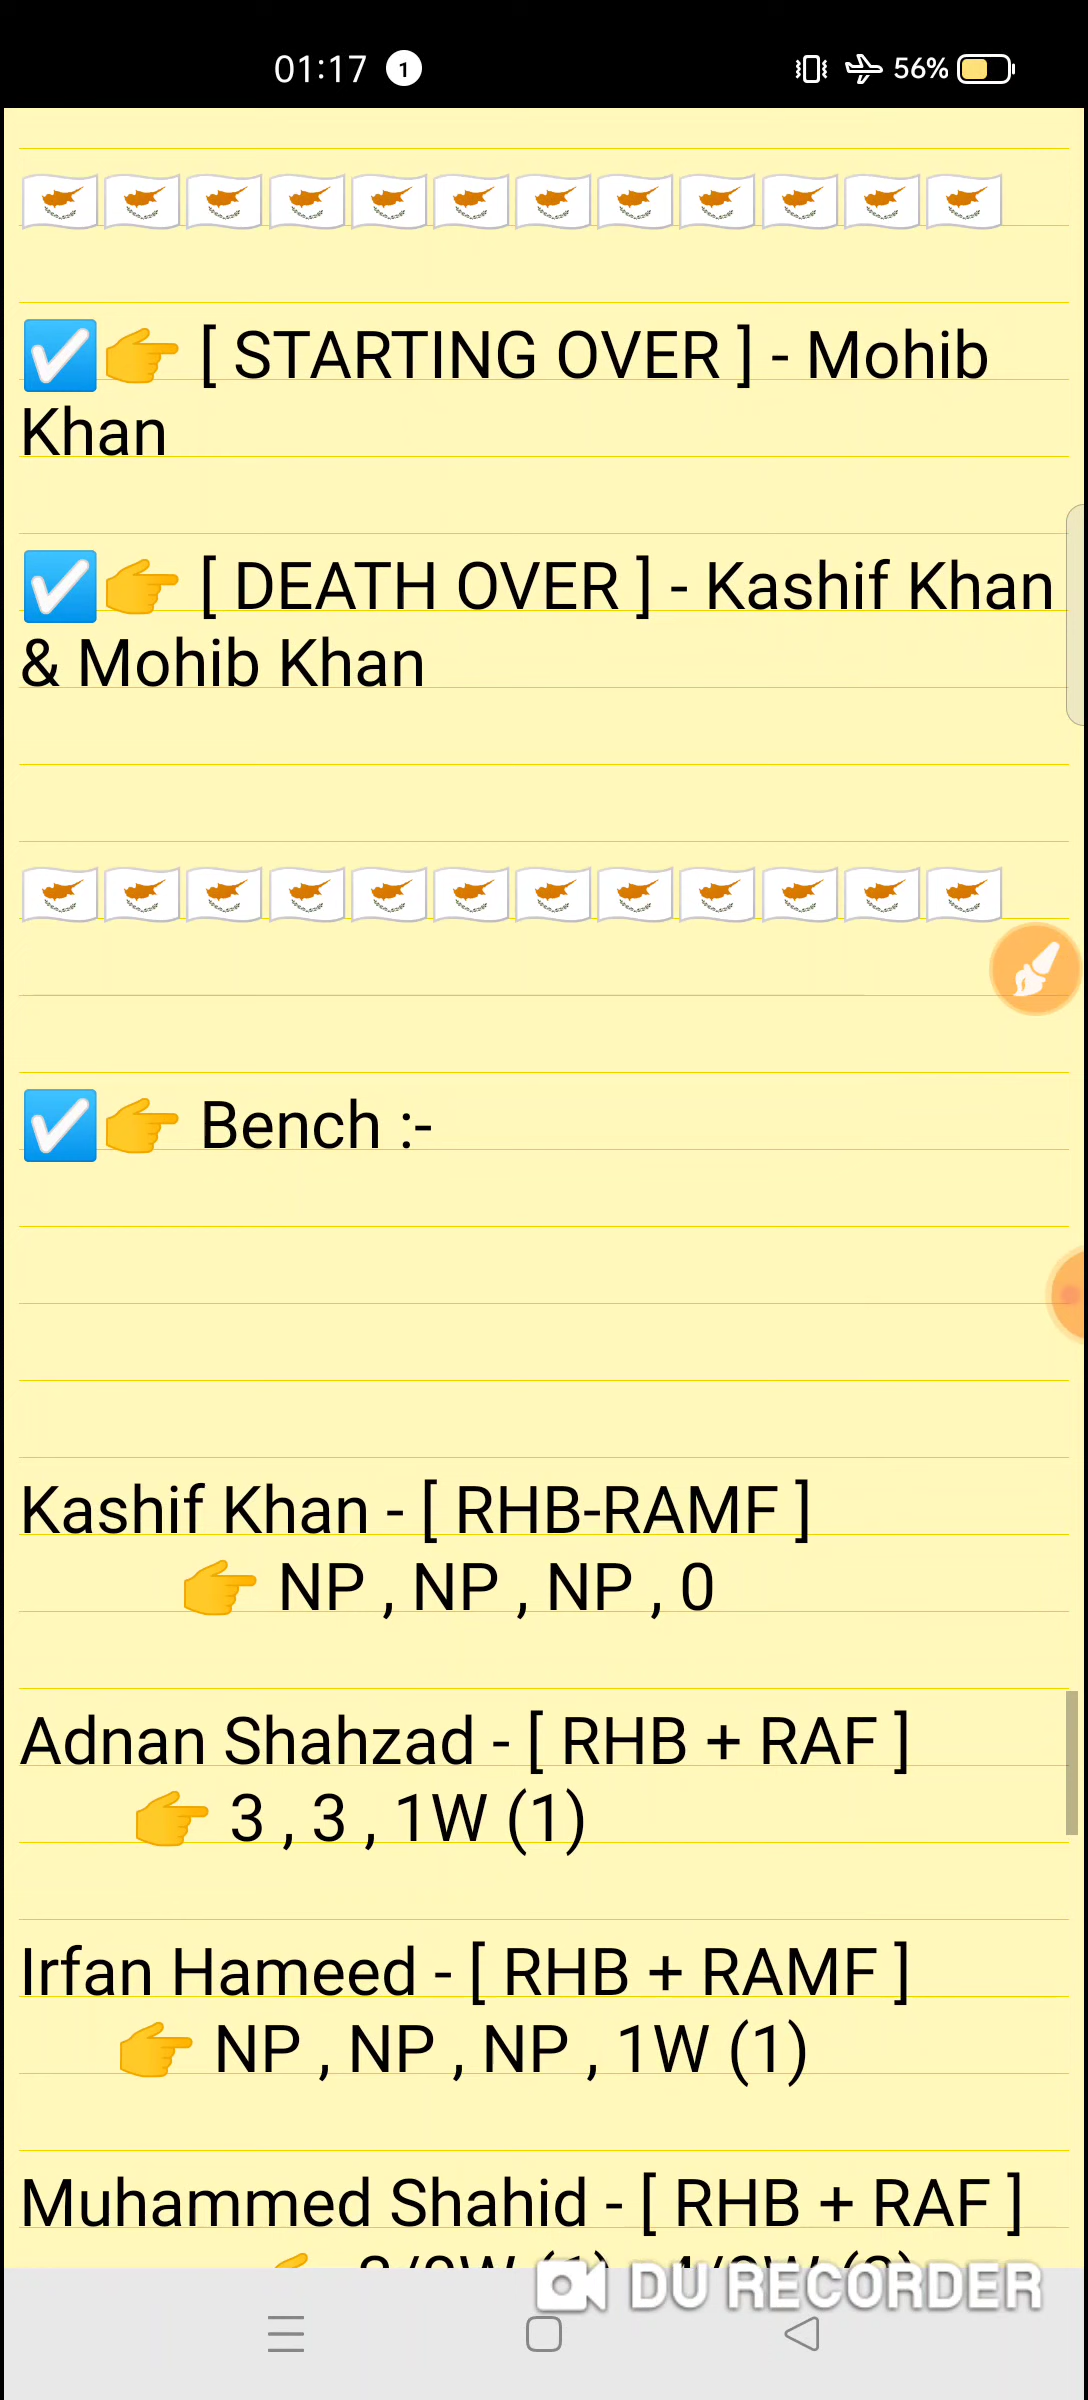 01:17 1 56%
[ STARTING OVER ] - Mohib
Khan
[ DEATH OVER ] - Kashif Khan
& Mohib Khan
Bench :-
Kashif Khan - [ RHB-RAMF ]
NP , NP , NP , 0
Adnan Shahzad - [ RHB + RAF ]
3 , 3 , 1W (1)
Irfan Hameed - [ RHB + RAMF ]
NP , NP , NP , 1W (1)
Muhammed Shahid - [ RHB + RAF ]
DU RECORDER